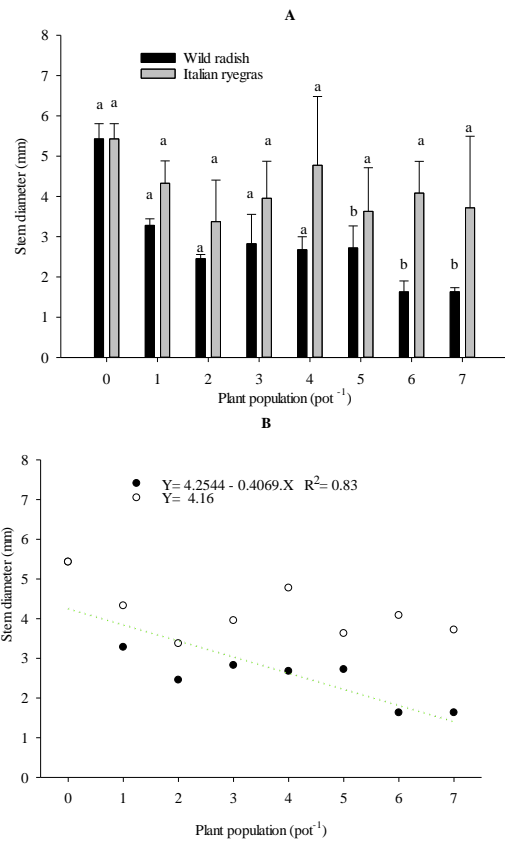 A
8
7
6
5
4
3
2
1
0
Stem diameter (mm)
Wild radish
Italian ryegras
a a
a a
a a
a a
a a
b a
b a
b a
0 1 2 3 4 5 6 7
Plant population (pot -1)
B
8
7
6
5
4
3
2
1
0
Stem diameter (mm)
Y= 4.2544 - 0.4069.X R2= 0.83
Y= 4.16
0 1 2 3 4 5 6 7
Plant population (pot-1)